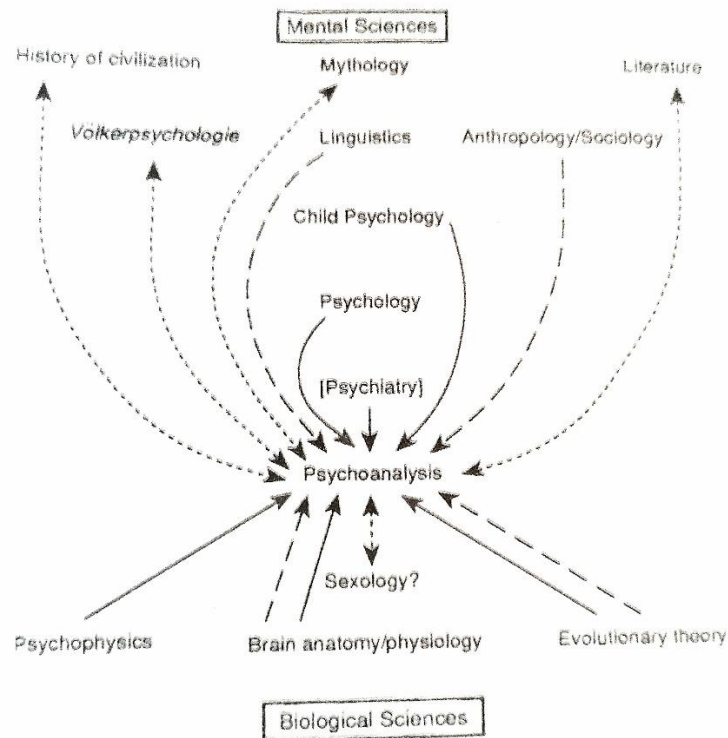 Mental Sciences
History of civilization
Mythology
Literature
Völkerpsychologie
Linguistics
Anthropology/Sociology
Child Psychology
Psychology
[Psychiatry]
Psychoanalysis
Sexology?
Psychophysics
Brain anatomy/physiology
Evolutionary theory
Biological Sciences